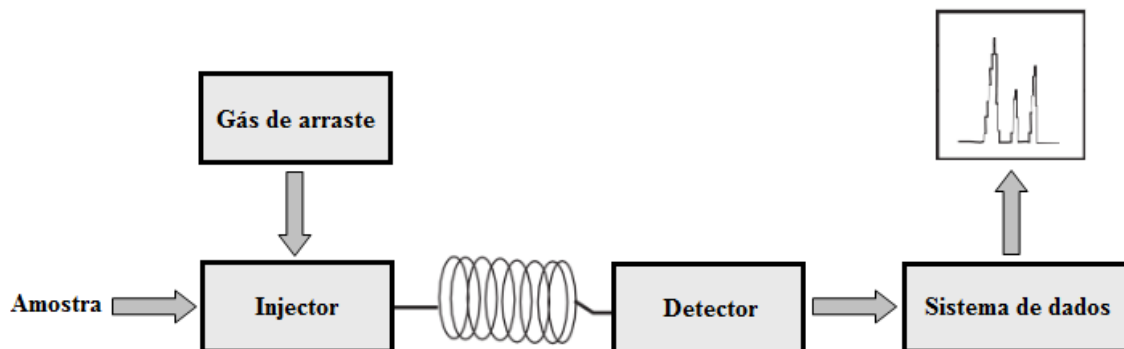 Gás de arraste
Amostra
Injector
Detector
Sistema de dados